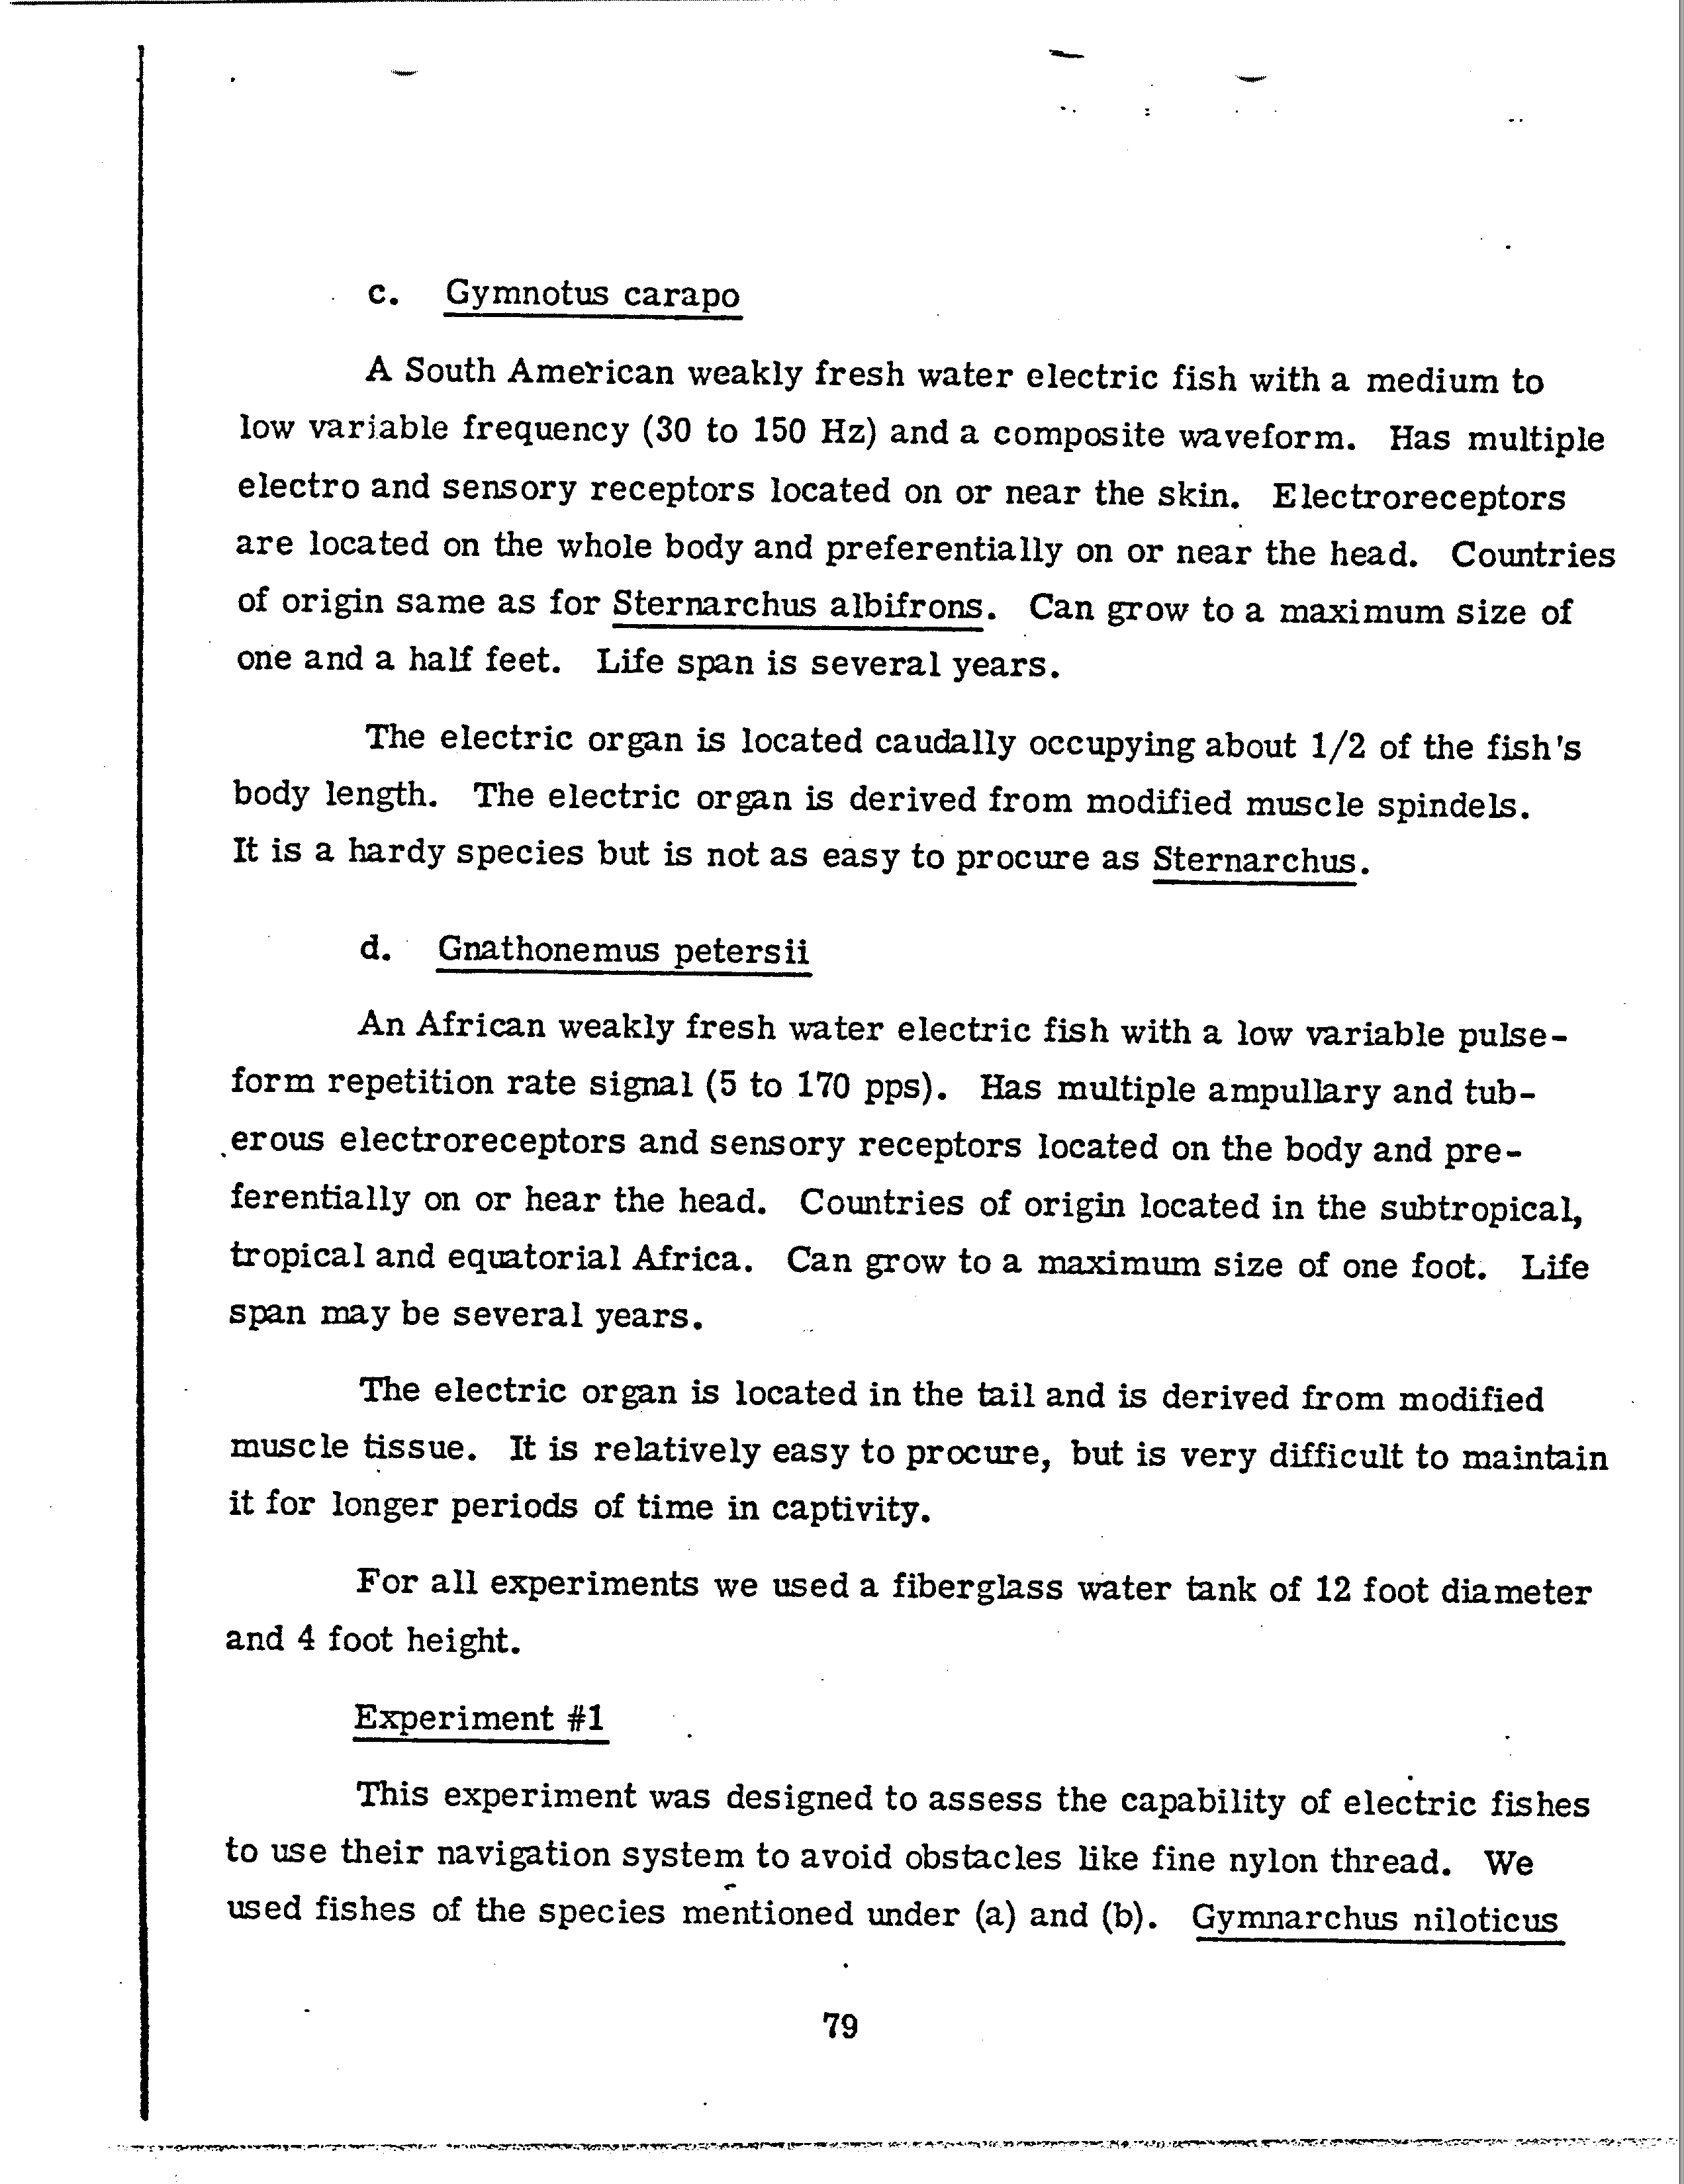 c. Gymnotus carapo
A South American weakly fresh water electric fish with a medium to
low variable frequency (30 to 150 Hz) and a composite waveform. Has multiple
electro and sensory receptors located on or near the skin. Electroreceptors
are located on the whole body and preferentially on or near the head. Countries
of origin same as for Sternarchus albifrons. Can grow to a maximum size of
one and a half feet. Life span is several years.
The electric organ is located caudally occupying about 1/2 of the fish's
body length. The electric organ is derived from modified muscle spindels.
It is a hardy species but is not as easy to procure as Sternarchus.
d. Gnathonemus petersii
An African weakly fresh water electric fish with a low variable pulse-
form repetition rate signal (5 to 170 pps). Has multiple ampullary and tub-
erous electroreceptors and sensory receptors located on the body and pre-
ferentially on or hear the head. Countries of origin located in the subtropical,
tropical and equatorial Africa. Can grow to a maximum size of one foot. Life
span may be several years.
The electric organ is located in the tail and is derived from modified
muscle tissue. It is relatively easy to procure, but is very difficult to maintain
it for longer periods of time in captivity.
For all experiments we used a fiberglass water tank of 12 foot diameter
and 4 foot height.
Experiment #1
This experiment was designed to assess the capability of electric fishes
to use their navigation system to avoid obstacles like fine nylon thread. We
used fishes of the species mentioned under (a) and (b). Gymnarchus niloticus
79